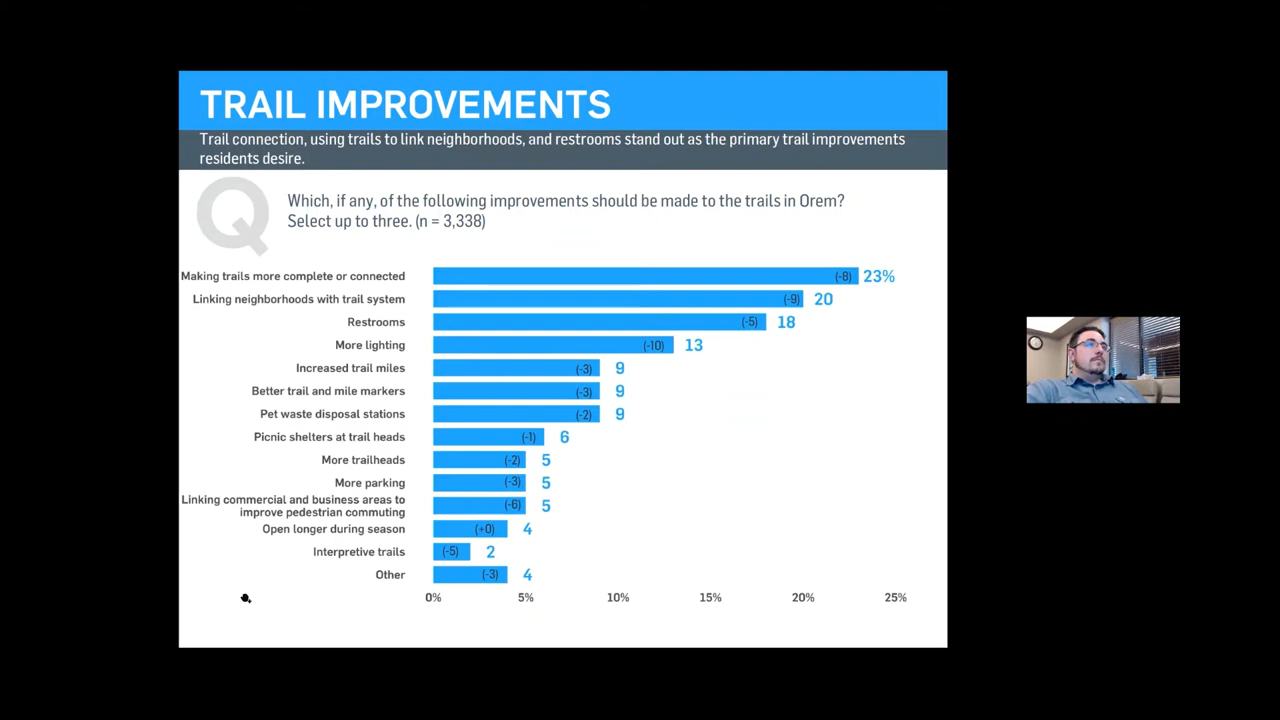 TRAIL IMPROVEMENTS
Trail connection, using trails to link neighborhoods, and restrooms stand out as the primary trail improvements
residents desire.
Q
Which, if any, of the following improvements should be made to the trails in Orem?
Select up to three. (n = 3,338)
Making trails more complete or connected (-8) 23%
Linking neighborhoods with trail system (-9) 20
Restrooms (-5) 18
More lighting (-10) 13
Increased trail miles (-3) 9
Better trail and mile markers (-3) 9
Pet waste disposal stations (-2) 9
Picnic shelters at trail heads (-1) 6
More trailheads (-2) 5
More parking (-3) 5
Linking commercial and business areas to
improve pedestrian commuting (-6) 5
Open longer during season (+0) 4
Interpretive trails (-5) 2
Other (-3) 4
0% 5% 10% 15% 20% 25%